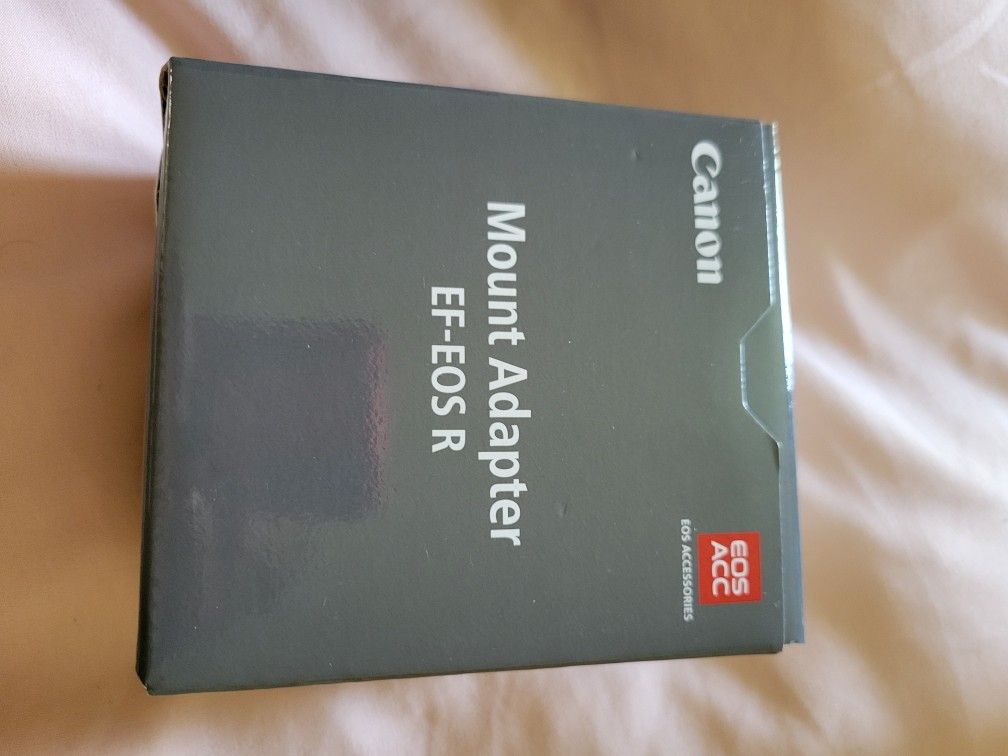 Canon
EOS
ACC
EOS ACCESSORIES
Mount Adapter
EF-EOS R